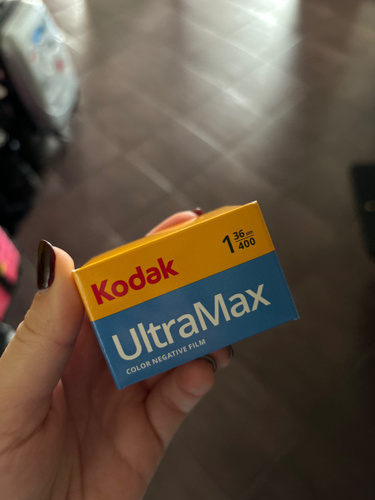 Kodak
1 36 EXP
400
UltraMax
COLOR NEGATIVE FILM